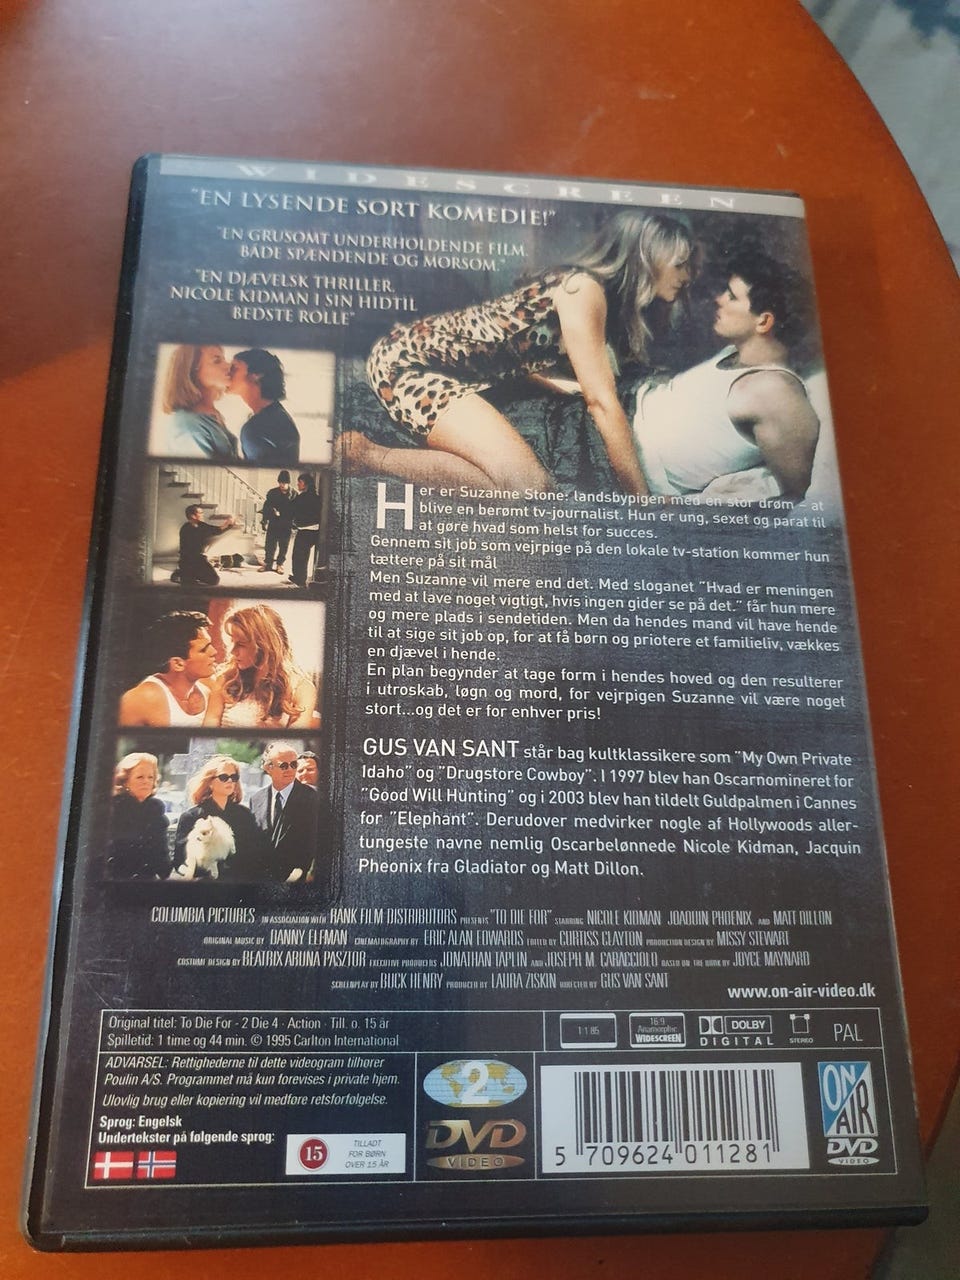 WIDESCREEN
"EN LYSENDE SORT KOMEDIE!"
"EN GRUSOMT UNDERHOLDENDE FILM.
BÅDE SPÆNDENDE OG MORSOM."
"EN DJÆVELSK THRILLER.
NICOLE KIDMAN I SIN HIDTIL
BEDSTE ROLLE"
Her er Suzanne Stone: landsbypigen med en stor drøm – at
blive en berømt tv-journalist. Hun er ung, sexet og parat til
at gøre hvad som helst for succes.
Gennem sit job som vejrpige på den lokale tv-station kommer hun
tættere på sit mål
Men Suzanne vil mere end det. Med sloganet "Hvad er meningen
med at lave noget vigtigt, hvis ingen gider se på det." får hun mere
og mere plads i sendetiden. Men da hendes mand vil have hende
til at sige sit job op, for at få børn og priotere et familieliv, vækkes
en djævel i hende.
En plan begynder at tage form i hendes hoved og den resulterer
i utroskab, løgn og mord, for vejrpigen Suzanne vil være noget
stort...og det er for enhver pris!
GUS VAN SANT står bag kultklassikere som "My Own Private
Idaho" og "Drugstore Cowboy". I 1997 blev han Oscarnomineret for
"Good Will Hunting" og i 2003 blev han tildelt Guldpalmen i Cannes
for "Elephant". Derudover medvirker nogle af Hollywoods aller-
tungeste navne nemlig Oscarbelønnede Nicole Kidman, Jacquin
Pheonix fra Gladiator og Matt Dillon.
COLUMBIA PICTURES IN ASSOCIATION WITH RANK FILM DISTRIBUTORS PRESENTS "TO DIE FOR" STARRING NICOLE KIDMAN JOAQUIN PHOENIX AND MATT DILLON
ORIGINAL MUSIC BY DANNY ELFMAN CINEMATOGRAPHY BY ERIC ALAN EDWARDS EDITED BY CURTISS CLAYTON PRODUCTION DESIGN BY MISSY STEWART
COSTUME DESIGN BY BEATRIX ARUNA PASZTOR EXECUTIVE PRODUCERS JONATHAN TAPLIN AND JOSEPH M. CARACCIOLO BASED ON THE BOOK BY JOYCE MAYNARD
SCREENPLAY BY BUCK HENRY PRODUCED BY LAURA ZISKIN DIRECTED BY GUS VAN SANT
www.on-air-video.dk
Original titel: To Die For - 2 Die 4 · Action · Till. o. 15 år
Spilletid: 1 time og 44 min. © 1995 Carlton International
1:1 85
16:9
Anamorphic
WIDESCREEN
DOLBY
DIGITAL
STEREO
PAL
ADVARSEL: Rettighederne til dette videogram tilhører
Poulin A/S. Programmet må kun forevises i private hjem.
Ulovlig brug eller kopiering vil medføre retsforfølgelse.
Sprog: Engelsk
Undertekster på følgende sprog:
15
TILLADT
FOR BØRN
OVER 15 ÅR
2
DVD
VIDEO
5 709624 011281
ON
AIR
DVD
VIDEO